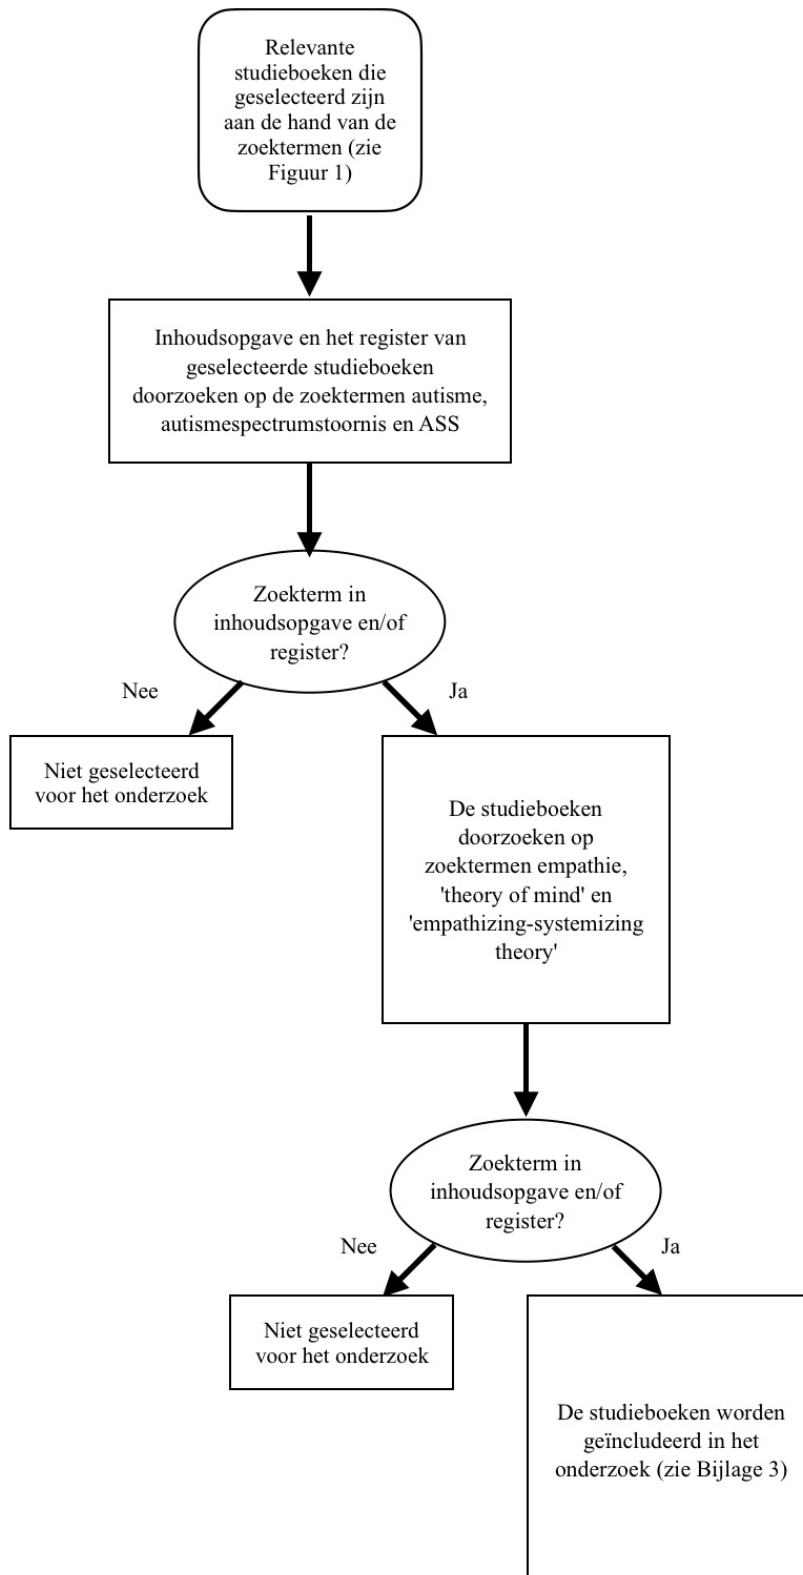 Relevante
studieboeken die
geselecteerd zijn
aan de hand van de
zoektermen (zie
Figuur 1)
Inhoudsopgave en het register van
geselecteerde studieboeken
doorzoeken op de zoektermen autisme,
autismespectrumstoornis en ASS
Zoekterm in
inhoudsopgave en/of
register?
Nee
Ja
Niet geselecteerd
voor het onderzoek
De studieboeken
doorzoeken op
zoektermen empathie,
'theory of mind' en
'empathizing-systemizing
theory'
Zoekterm in
inhoudsopgave en/of
register?
Nee
Ja
Niet geselecteerd
voor het onderzoek
De studieboeken worden
geïncludeerd in het
onderzoek (zie Bijlage 3)